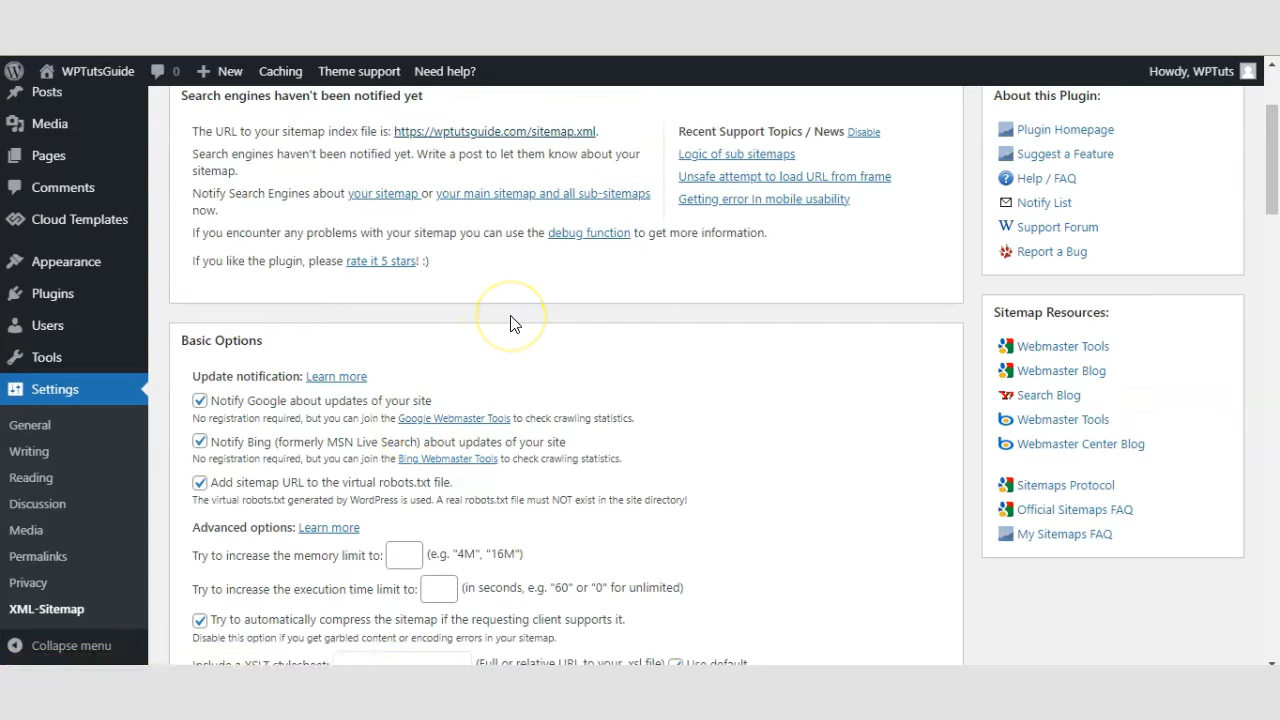 WPTutsGuide
0
New
Caching
Theme support
Need help?
Howdy, WPTuts
Posts
Media
Pages
Comments
Cloud Templates
Appearance
Plugins
Users
Tools
Settings
General
Writing
Reading
Discussion
Media
Permalinks
Privacy
XML-Sitemap
Collapse menu
Search engines haven't been notified yet
The URL to your sitemap index file is: https://wptutsguide.com/sitemap.xml.
Search engines haven't been notified yet. Write a post to let them know about your
sitemap.
Notify Search Engines about your sitemap or your main sitemap and all sub-sitemaps
now.
If you encounter any problems with your sitemap you can use the debug function to get more information.
If you like the plugin, please rate it 5 stars! :)
Recent Support Topics / News Disable
Logic of sub sitemaps
Unsafe attempt to load URL from frame
Getting error In mobile usability
Basic Options
Update notification: Learn more
Notify Google about updates of your site
No registration required, but you can join the Google Webmaster Tools to check crawling statistics.
Notify Bing (formerly MSN Live Search) about updates of your site
No registration required, but you can join the Bing Webmaster Tools to check crawling statistics.
Add sitemap URL to the virtual robots.txt file.
The virtual robots.txt generated by WordPress is used. A real robots.txt file must NOT exist in the site directory!
Advanced options: Learn more
Try to increase the memory limit to: (e.g. "4M", "16M")
Try to increase the execution time limit to: (in seconds, e.g. "60" or "0" for unlimited)
Try to automatically compress the sitemap if the requesting client supports it.
Disable this option if you get garbled content or encoding errors in your sitemap.
Include a XSLT stylesheet: (Full or relative URL to your .xsl file) Use default
About this Plugin:
Plugin Homepage
Suggest a Feature
Help / FAQ
Notify List
Support Forum
Report a Bug
Sitemap Resources:
Webmaster Tools
Webmaster Blog
Search Blog
Webmaster Tools
Webmaster Center Blog
Sitemaps Protocol
Official Sitemaps FAQ
My Sitemaps FAQ